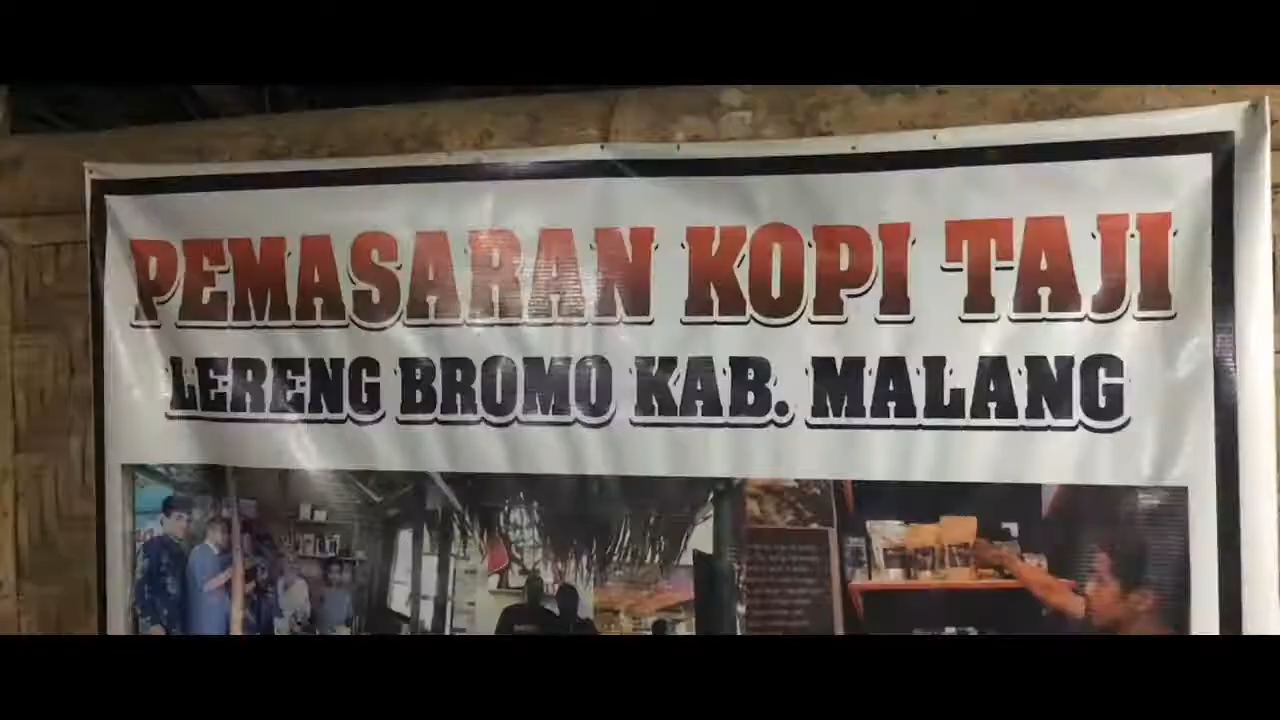 PEMASARAN KOPI TAJI
LERENG BROMO KAB. MALANG